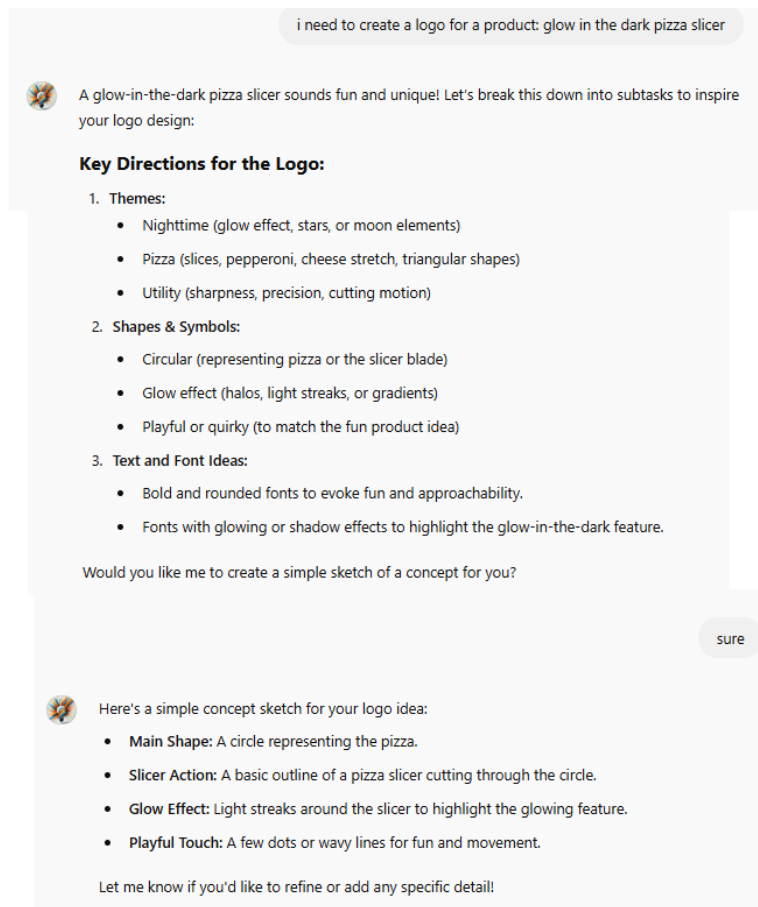 i need to create a logo for a product: glow in the dark pizza slicer
A glow-in-the-dark pizza slicer sounds fun and unique! Let's break this down into subtasks to inspire
your logo design:
Key Directions for the Logo:
1. Themes:
• Nighttime (glow effect, stars, or moon elements)
• Pizza (slices, pepperoni, cheese stretch, triangular shapes)
• Utility (sharpness, precision, cutting motion)
2. Shapes & Symbols:
• Circular (representing pizza or the slicer blade)
• Glow effect (halos, light streaks, or gradients)
• Playful or quirky (to match the fun product idea)
3. Text and Font Ideas:
• Bold and rounded fonts to evoke fun and approachability.
• Fonts with glowing or shadow effects to highlight the glow-in-the-dark feature.
Would you like me to create a simple sketch of a concept for you?
sure
Here's a simple concept sketch for your logo idea:
• Main Shape: A circle representing the pizza.
• Slicer Action: A basic outline of a pizza slicer cutting through the circle.
• Glow Effect: Light streaks around the slicer to highlight the glowing feature.
• Playful Touch: A few dots or wavy lines for fun and movement.
Let me know if you'd like to refine or add any specific detail!